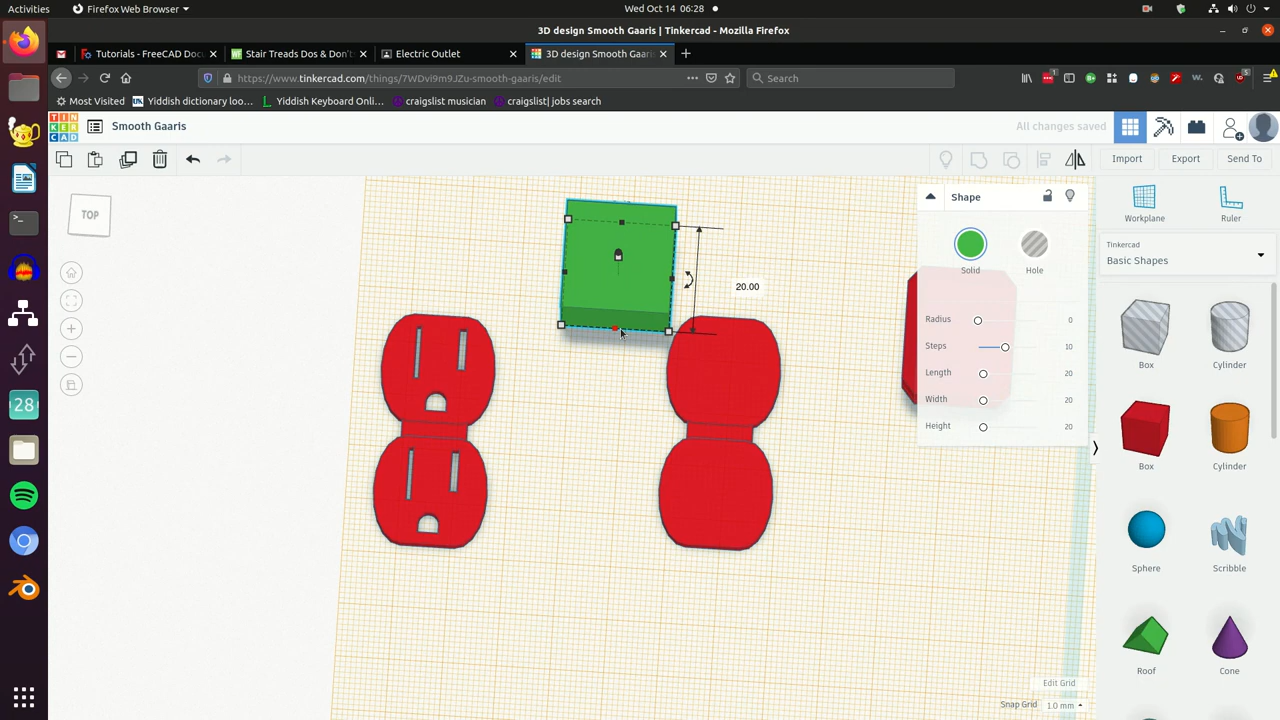 Activities
Firefox Web Browser
Wed Oct 14 06:28
3D design Smooth Gaaris | Tinkercad - Mozilla Firefox
Tutorials - FreeCAD Doc
Stair Treads Dos & Don't
Electric Outlet
3D design Smooth Gaaris
https://www.tinkercad.com/things/7WDvi9m9JZu-smooth-gaaris/edit
Search
Most Visited
Yiddish dictionary loo...
Yiddish Keyboard Onli...
craigslist musician
craigslist| jobs search
TIN
KER
CAD
Smooth Gaaris
All changes saved
Import
Export
Send To
TOP
Shape
Solid
Hole
Radius 0
Steps 10
Length 20
Width 20
Height 20
20.00
Workplane
Ruler
Tinkercad
Basic Shapes
Box
Cylinder
Box
Cylinder
Sphere
Scribble
Roof
Cone
28
Edit Grid
Snap Grid 1.0 mm